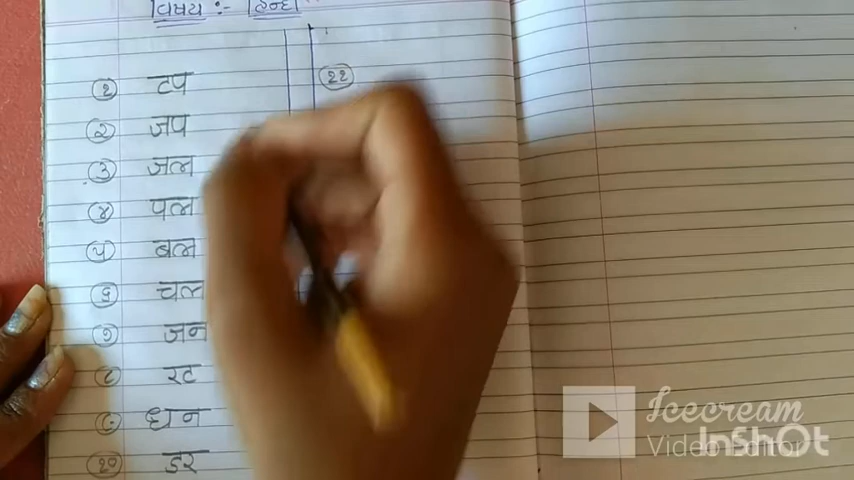 विषय :- हिन्दी
१ टप
२ जप
३ जल
४ पल
५ बल
६ चल
७ जन
८ रट
९ धन
१० डर
११
Icecream
Video Editor
InShOt